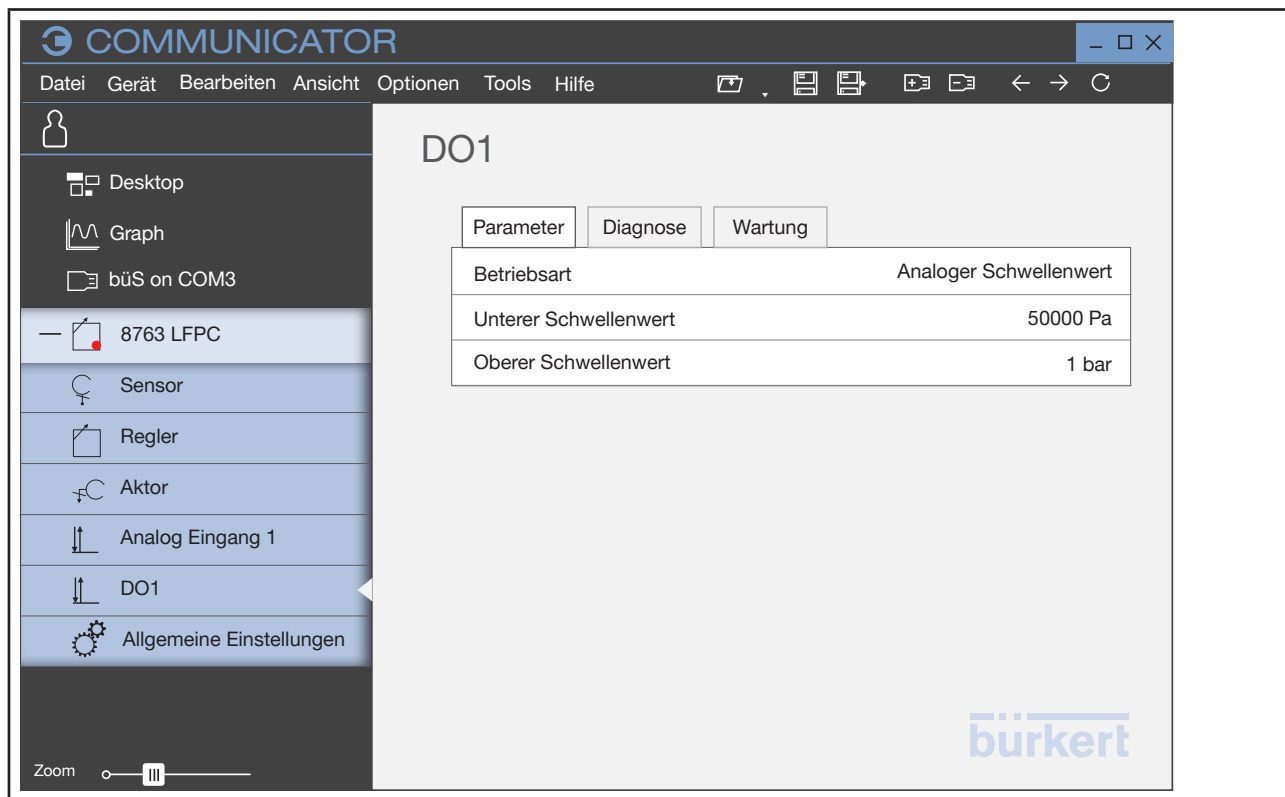 COMMUNICATOR
Datei Gerät Bearbeiten Ansicht Optionen Tools Hilfe
Desktop
Graph
büS on COM3
8763 LFPC
Sensor
Regler
Aktor
Analog Eingang 1
DO1
Allgemeine Einstellungen
Zoom
DO1
Parameter Diagnose Wartung
Betriebsart Analoger Schwellenwert
Unterer Schwellenwert 50000 Pa
Oberer Schwellenwert 1 bar
bürkert